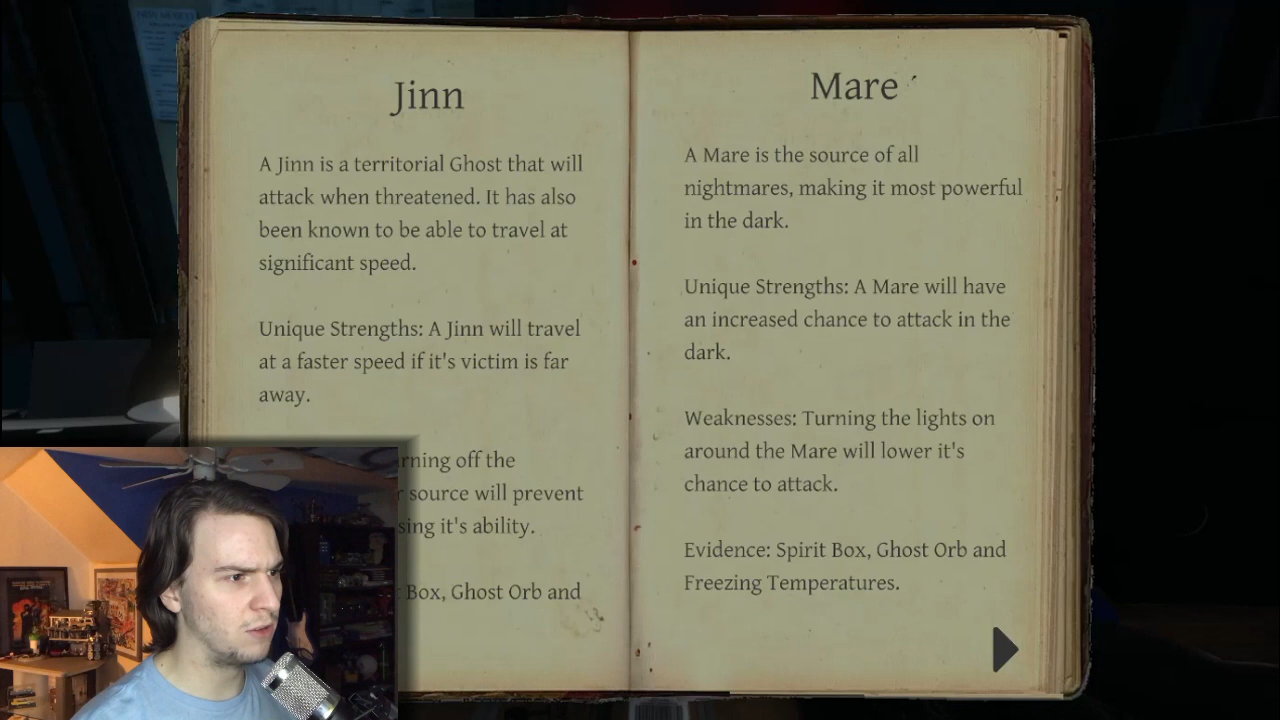 Jinn
A Jinn is a territorial Ghost that will
attack when threatened. It has also
been known to be able to travel at
significant speed.
Unique Strengths: A Jinn will travel
at a faster speed if it's victim is far
away.
off the
source will prevent
it's ability.
Box, Ghost Orb and
Mare
A Mare is the source of all
nightmares, making it most powerful
in the dark.
Unique Strengths: A Mare will have
an increased chance to attack in the
dark.
Weaknesses: Turning the lights on
around the Mare will lower it's
chance to attack.
Evidence: Spirit Box, Ghost Orb and
Freezing Temperatures.